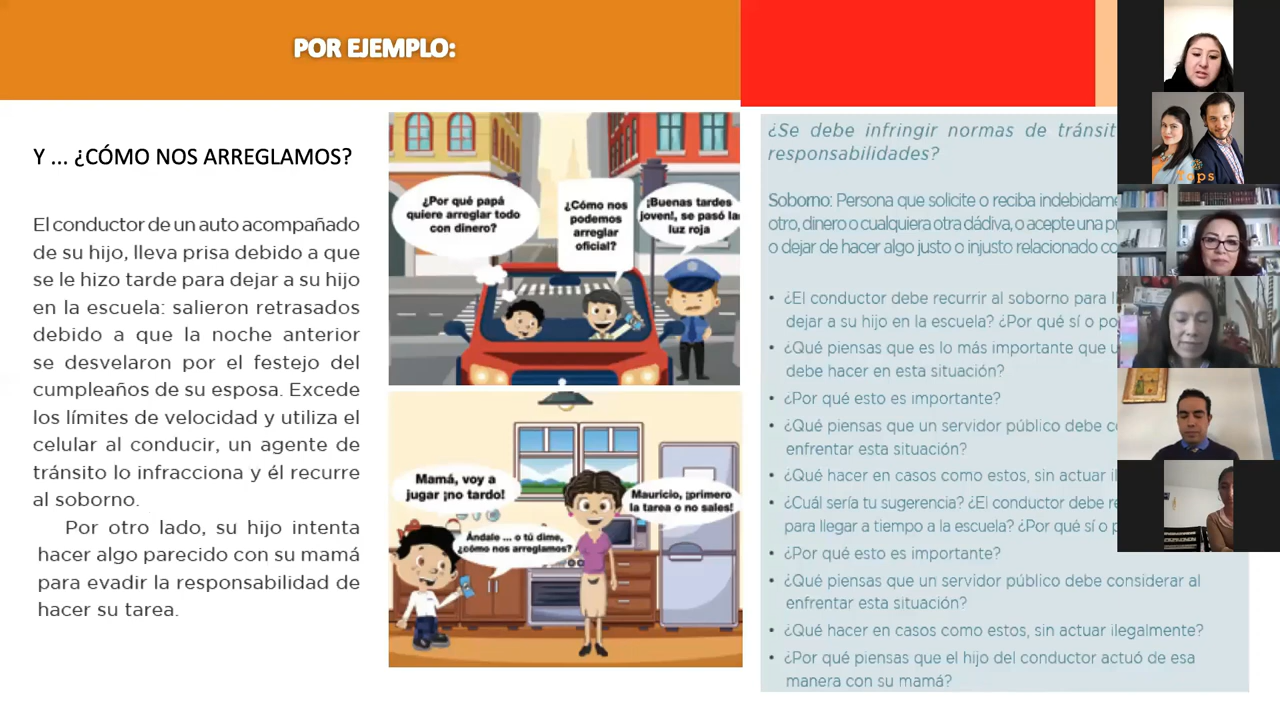 POR EJEMPLO:
Y ... ¿CÓMO NOS ARREGLAMOS?
El conductor de un auto acompañado
de su hijo, lleva prisa debido a que
se le hizo tarde para dejar a su hijo
en la escuela: salieron retrasados
debido a que la noche anterior
se desvelaron por el festejo del
cumpleaños de su esposa. Excede
los límites de velocidad y utiliza el
celular al conducir, un agente de
tránsito lo infracciona y él recurre
al soborno.
Por otro lado, su hijo intenta
hacer algo parecido con su mamá
para evadir la responsabilidad de
hacer su tarea.
¿Por qué papá
quiere arreglar todo
con dinero?
¿Cómo nos
podemos
arreglar
oficial?
¡Buenas tardes
joven!, se pasó la
luz roja
Mamá, voy a
jugar ¡no tardo!
Mauricio, ¡primero
la tarea o no sales!
Ándale ... o tú dime,
¿cómo nos arreglamos?
¿Se debe infringir normas de tránsit
responsabilidades?
Soborno: Persona que solicite o reciba indebidame
otro, dinero o cualquiera otra dádiva, o acepte una p
o dejar de hacer algo justo o injusto relacionado co
• ¿El conductor debe recurrir al soborno para l
dejar a su hijo en la escuela? ¿Por qué sí o po
• ¿Qué piensas que es lo más importante que u
debe hacer en esta situación?
• ¿Por qué esto es importante?
• ¿Qué piensas que un servidor público debe c
enfrentar esta situación?
• ¿Qué hacer en casos como estos, sin actuar il
• ¿Cuál sería tu sugerencia? ¿El conductor debe re
para llegar a tiempo a la escuela? ¿Por qué sí o p
• ¿Por qué esto es importante?
• ¿Qué piensas que un servidor público debe considerar al
enfrentar esta situación?
• ¿Qué hacer en casos como estos, sin actuar ilegalmente?
• ¿Por qué piensas que el hijo del conductor actuó de esa
manera con su mamá?
Tops